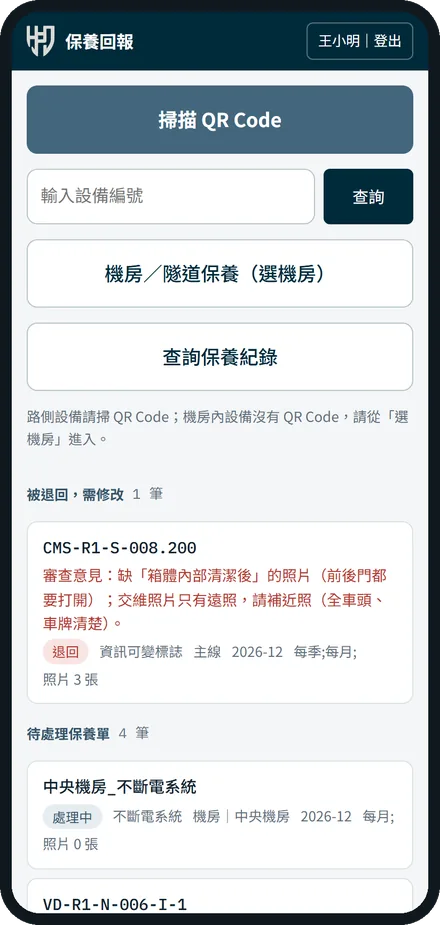 保養回報
王小明｜登出
掃描 QR Code
輸入設備編號
查詢
機房／隧道保養（選機房）
查詢保養紀錄
路側設備請掃 QR Code；機房內設備沒有 QR Code，請從「選
機房」進入。
被退回，需修改 1 筆
CMS-R1-S-008.200
審查意見：缺「箱體內部清潔後」的照片（前後門都
要打開）；交維照片只有遠照，請補近照（全車頭、
車牌清楚）。
退回 資訊可變標誌 主線 2026-12 每季;每月;
照片 3 張
待處理保養單 4 筆
中央機房_不斷電系統
處理中 不斷電系統 機房｜中央機房 2026-12 每月;
照片 0 張
VD-R1-N-006-I-1